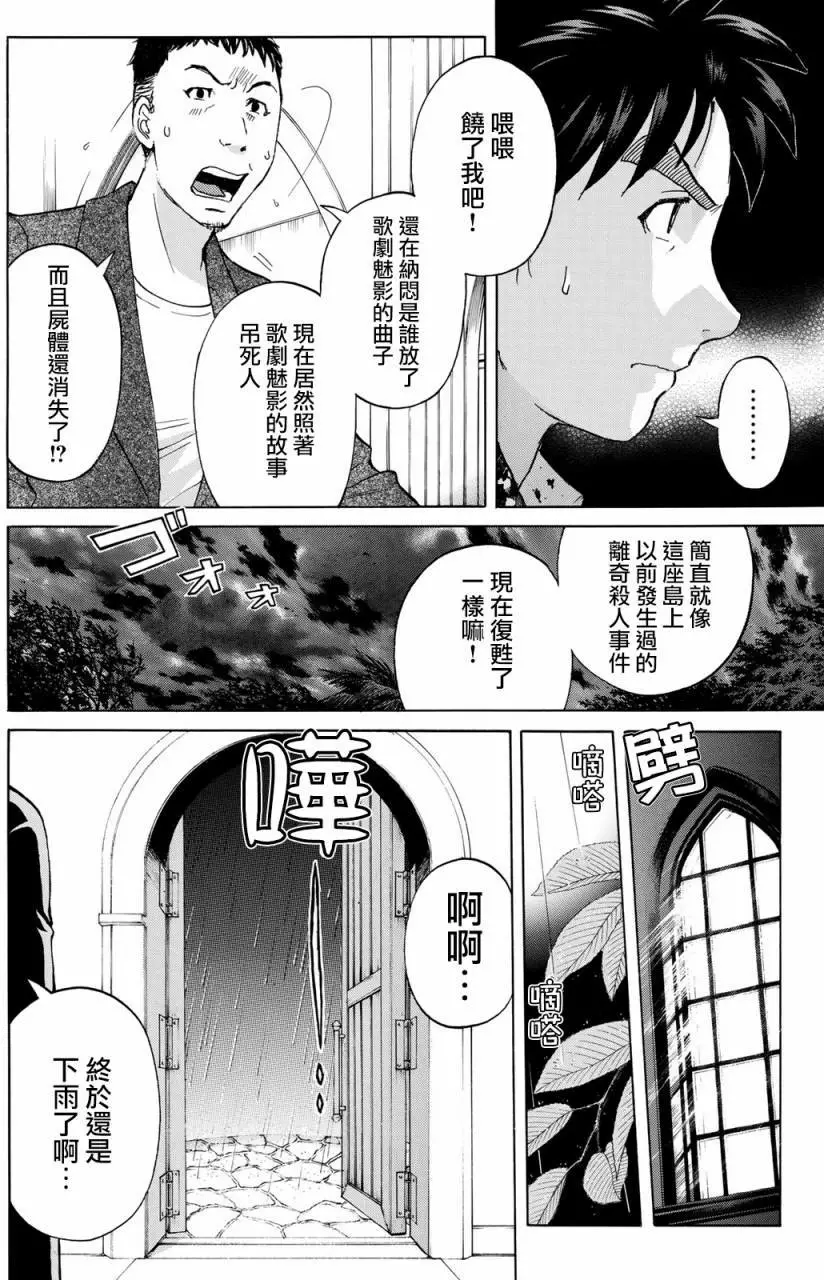 ………
喂喂
饒了我吧！
還在納悶是誰放了
歌劇魅影的曲子
現在居然照著
歌劇魅影的故事
吊死人
而且屍體還消失了!?
簡直就像
這座島上
以前發生過的
離奇殺人事件
現在復甦了
一樣嘛！
ゴォォ
劈
嘀嗒
嘀嗒
嘩
啊啊…
終於還是
下雨了啊…